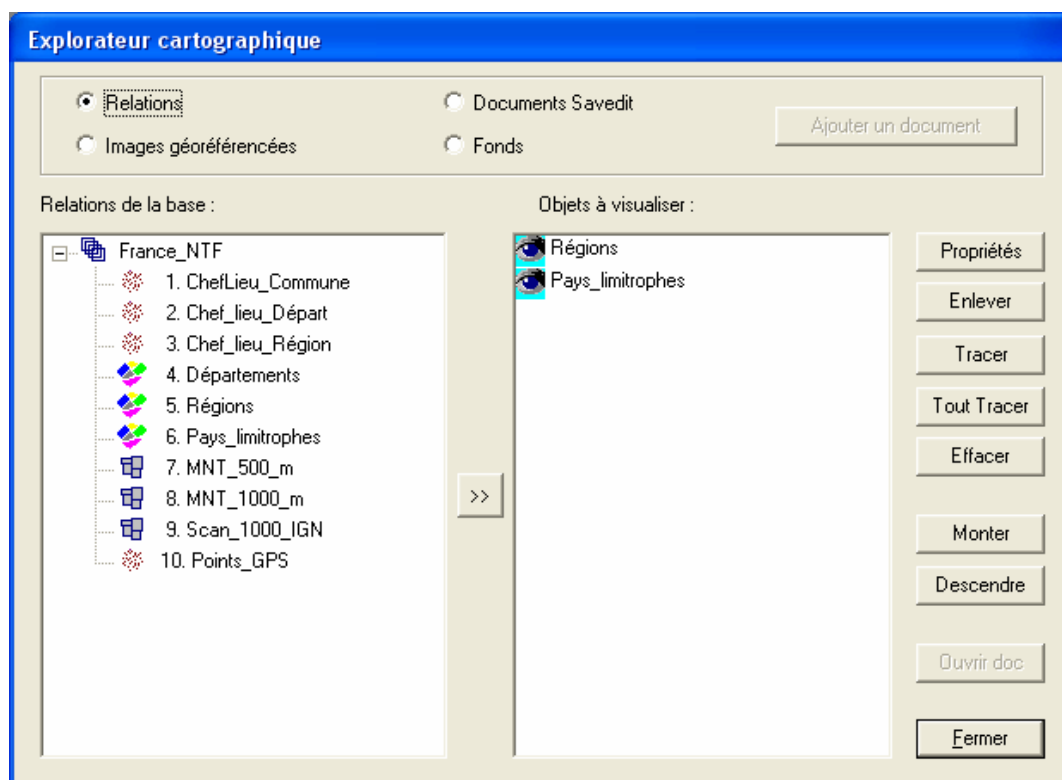 Explorateur cartographique
Relations
Documents Savedit
Ajouter un document
Images géoréférencées
Fonds
Relations de la base :
Objets à visualiser :
France_NTF
1. ChefLieu_Commune
2. Chef_lieu_Départ
3. Chef_lieu_Région
4. Départements
5. Régions
6. Pays_limitrophes
7. MNT_500_m
8. MNT_1000_m
9. Scan_1000_IGN
10. Points_GPS
>>
Régions
Pays_limitrophes
Propriétés
Enlever
Tracer
Tout Tracer
Effacer
Monter
Descendre
Ouvrir doc
Fermer